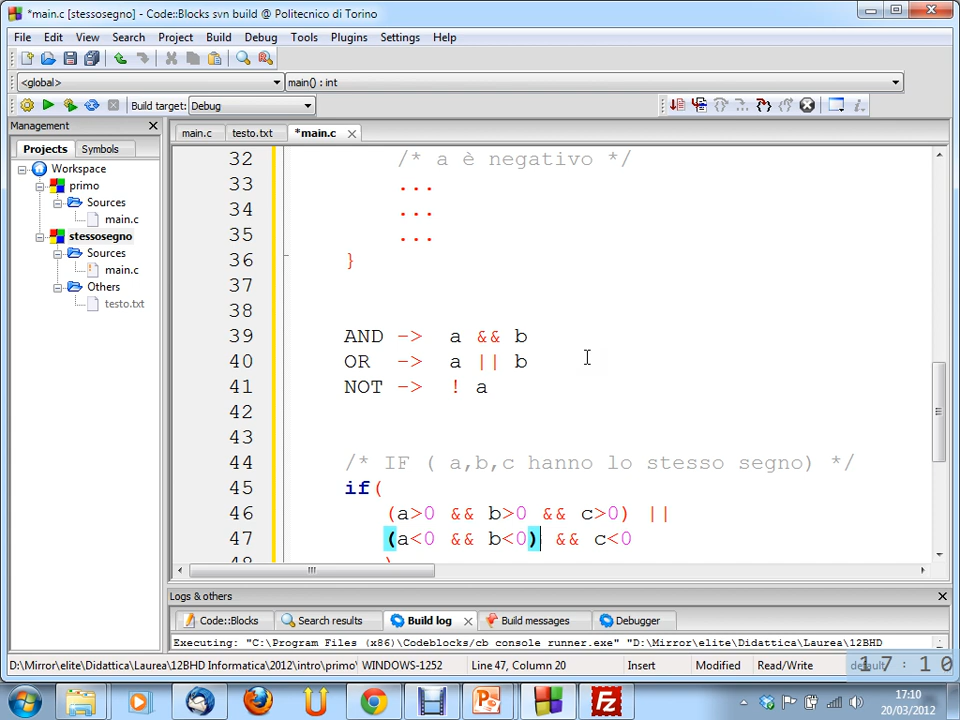 *main.c [stessosegno] - Code::Blocks svn build @ Politecnico di Torino
File Edit View Search Project Build Debug Tools Plugins Settings Help
<global> main() : int
Build target: Debug
Management
Projects Symbols
Workspace
primo
Sources
main.c
stessosegno
Sources
main.c
Others
testo.txt
main.c testo.txt *main.c
32 /* a è negativo */
33 ...
34 ...
35 ...
36 }
37
38
39 AND -> a && b
40 OR -> a || b
41 NOT -> ! a
42
43
44 /* IF ( a,b,c hanno lo stesso segno) */
45 if(
46 (a>0 && b>0 && c>0) ||
47 (a<0 && b<0) && c<0
48 )
Logs & others
Code::Blocks Search results Build log Build messages Debugger
Executing: "C:\Program Files (x86)\Codeblocks/cb_console_runner.exe" "D:\Mirror\elite\Didattica\Laurea\12BHD
D:\Mirror\elite\Didattica\Laurea\12BHD Informatica\2012\intro\primo\ WINDOWS-1252 Line 47, Column 20 Insert Modified Read/Write default
17:10
17:10
20/03/2012